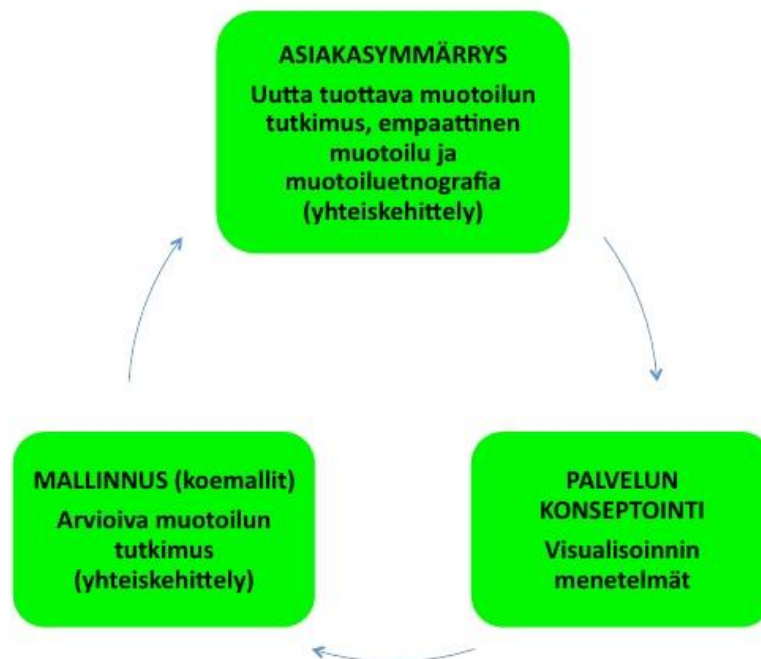 ASIAKASYMMÄRRYS
Uutta tuottava muotoilun
tutkimus, empaattinen
muotoilu ja
muotoiluetnografia
(yhteiskehittely)
MALLINNUS (koemallit)
Arvioiva muotoilun
tutkimus
(yhteiskehittely)
PALVELUN
KONSEPTOINTI
Visualisoinnin
menetelmät